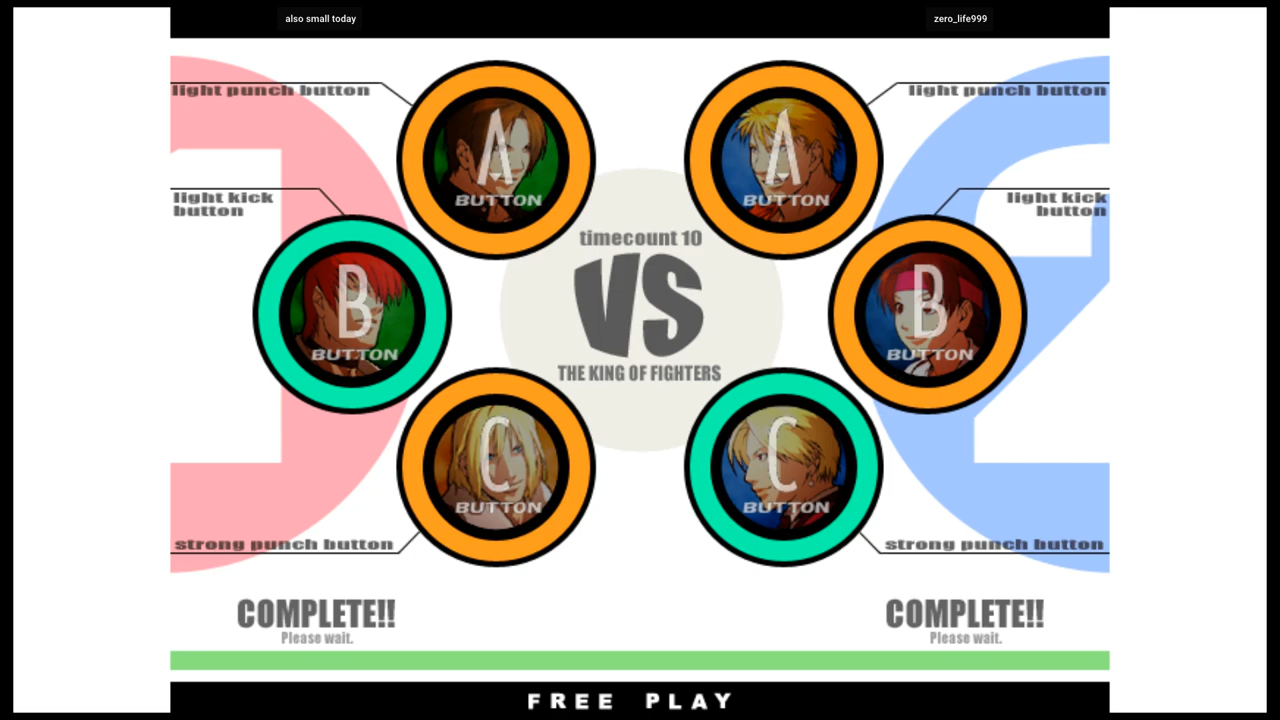 also small today
zero_life999
light punch button
A
BUTTON
A
BUTTON
light punch button
light kick
button
light kick
button
timecount 10
VS
THE KING OF FIGHTERS
B
BUTTON
B
BUTTON
C
BUTTON
C
BUTTON
strong punch button
strong punch button
COMPLETE!!
Please wait.
COMPLETE!!
Please wait.
FREE PLAY